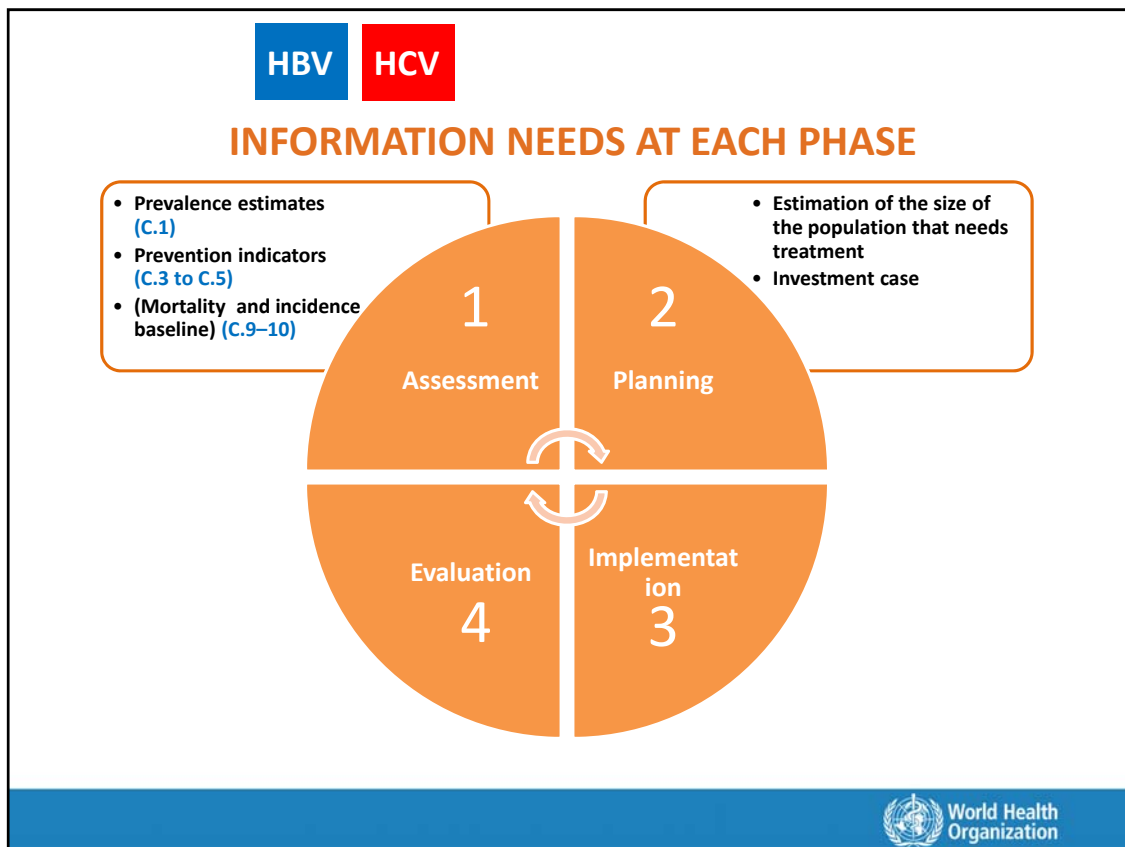 HBV HCV
INFORMATION NEEDS AT EACH PHASE
• Prevalence estimates
(C.1)
• Prevention indicators
(C.3 to C.5)
• (Mortality and incidence
baseline) (C.9–10)
• Estimation of the size of
the population that needs
treatment
• Investment case
1
Assessment
2
Planning
Evaluation
4
Implementat
ion
3
World Health
Organization